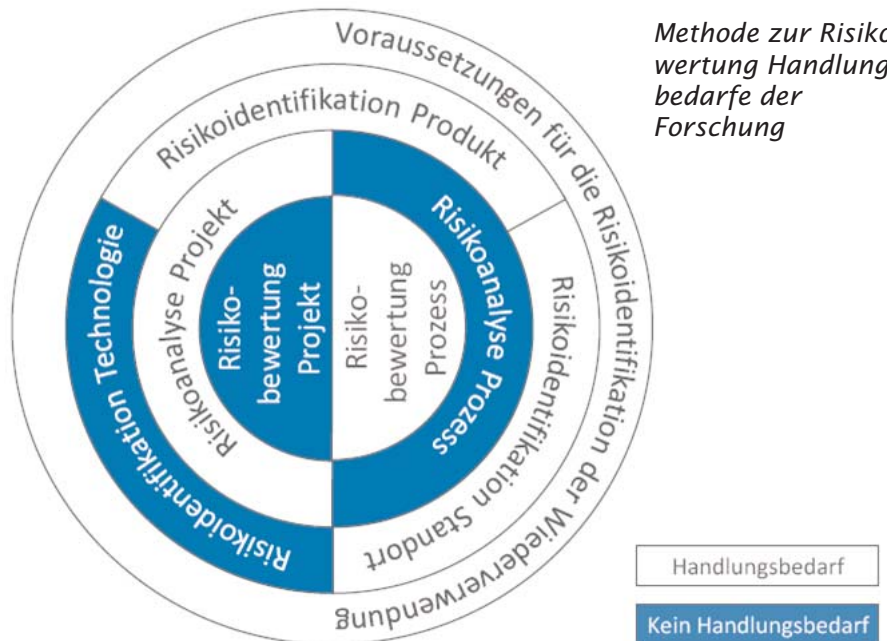 Methode zur Risiko
wertung Handlung
bedarfe der
Forschung
Voraussetzungen für die Risikoidentifikation der Wiederverwendung
Risikoidentifikation Produkt
Risikoidentifikation Technologie
Risikoidentifikation Standort
Risikoanalyse Projekt
Risikoanalyse Prozess
Risiko-
bewertung
Projekt
Risiko-
bewertung
Prozess
Handlungsbedarf
Kein Handlungsbedarf